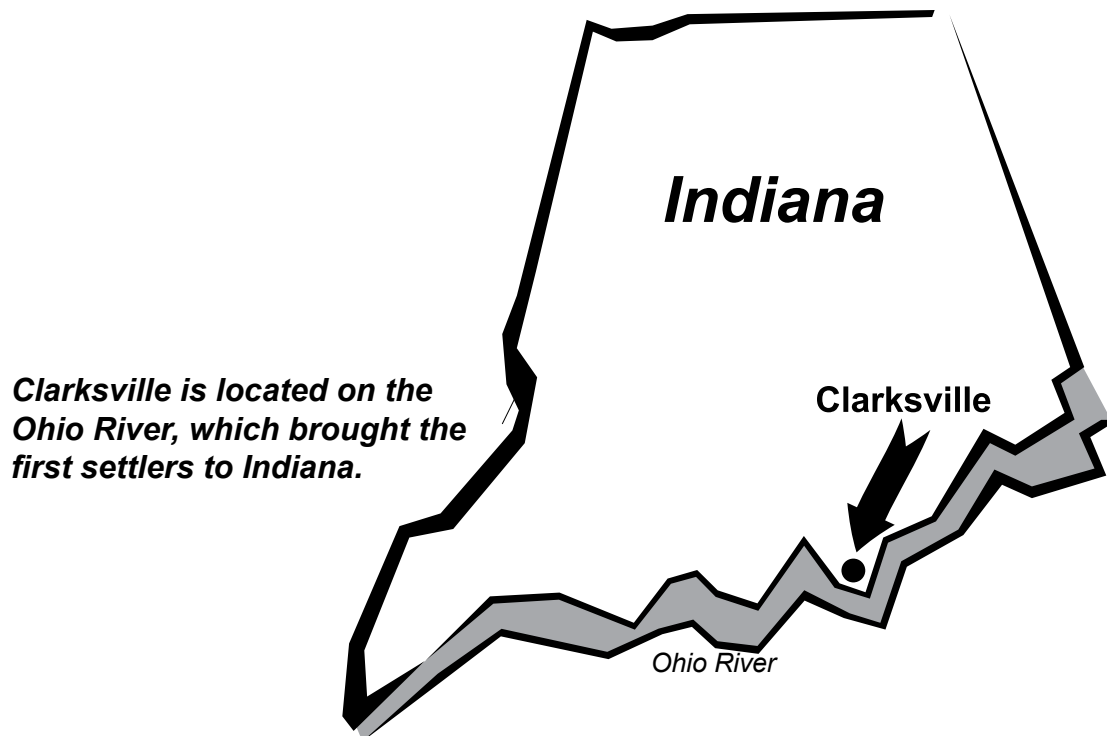 Indiana
Clarksville is located on the
Ohio River, which brought the
first settlers to Indiana.
Clarksville
Ohio River